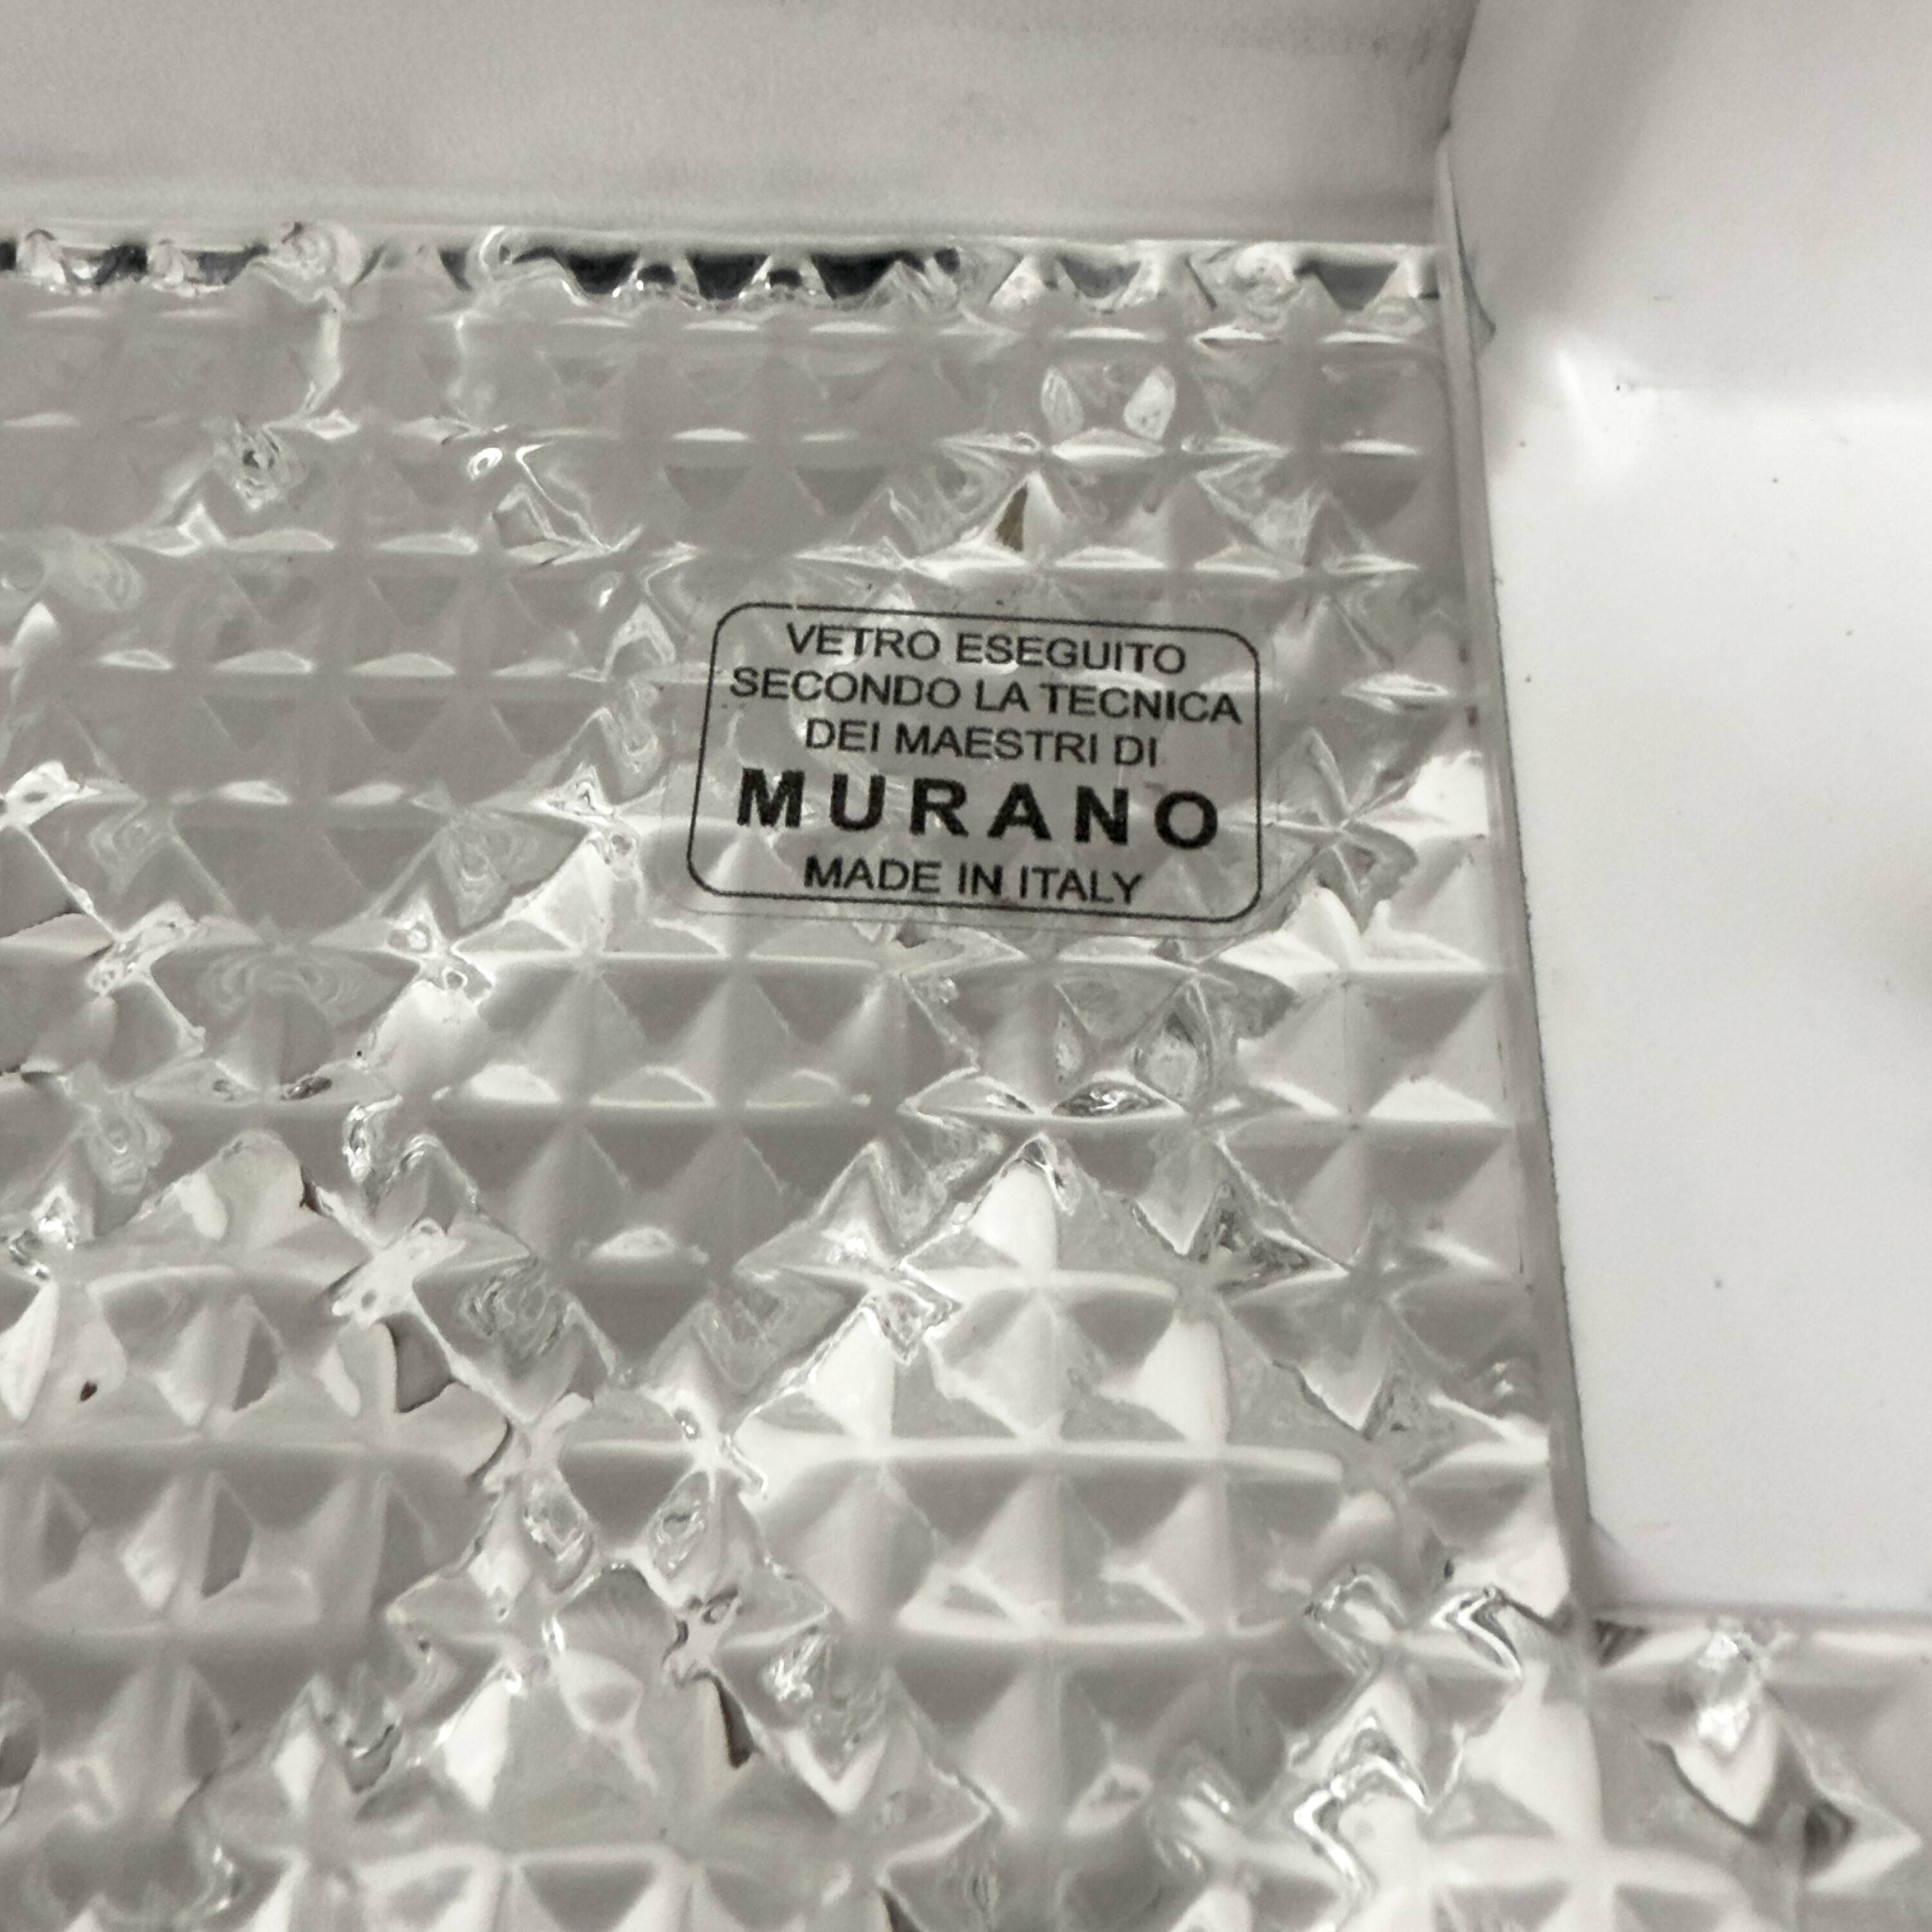 VETRO ESEGUITO
SECONDO LA TECNICA
DEI MAESTRI DI
MURANO
MADE IN ITALY